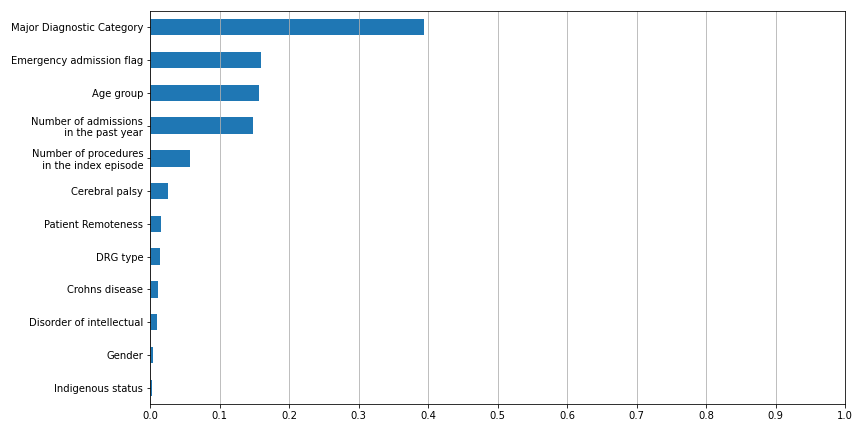 Major Diagnostic Category
Emergency admission flag
Age group
Number of admissions
in the past year
Number of procedures
in the index episode
Cerebral palsy
Patient Remoteness
DRG type
Crohns disease
Disorder of intellectual
Gender
Indigenous status
0.0 0.1 0.2 0.3 0.4 0.5 0.6 0.7 0.8 0.9 1.0